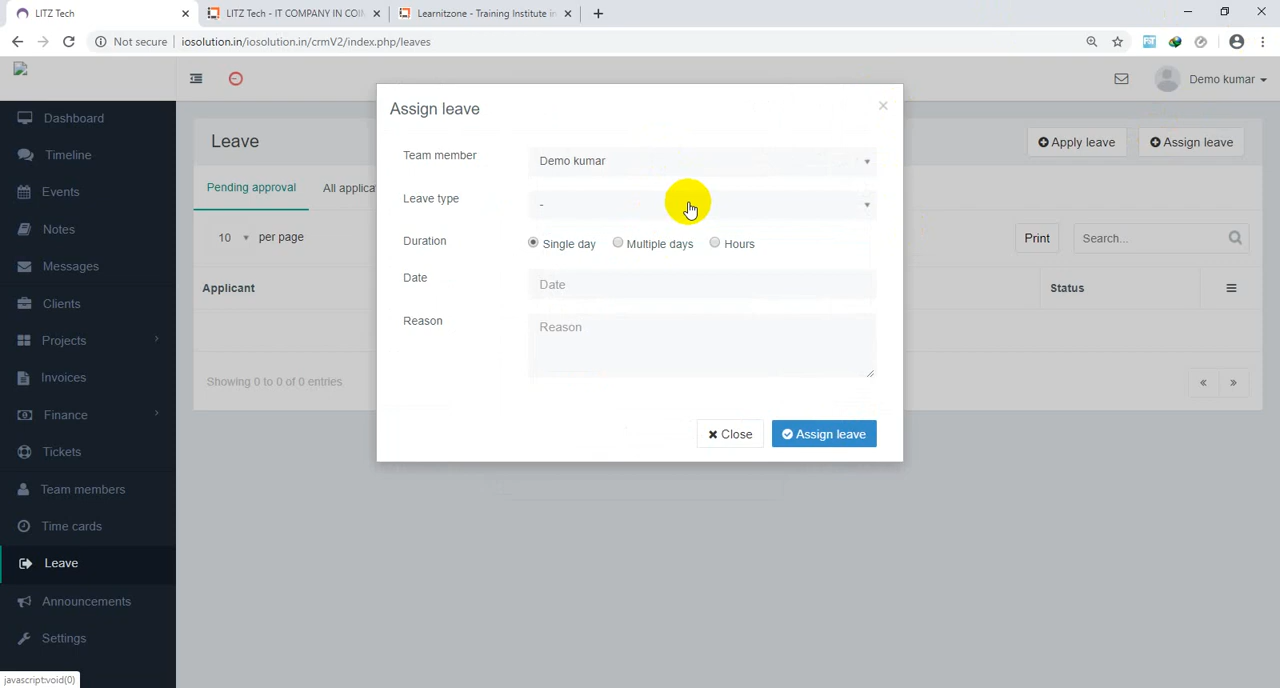 LITZ Tech
LITZ Tech - IT COMPANY IN COI
Learnitzone - Training Institute in
Not secure
iosolution.in/iosolution.in/crmV2/index.php/leaves
Demo kumar
Dashboard
Timeline
Events
Notes
Messages
Clients
Projects
Invoices
Finance
Tickets
Team members
Time cards
Leave
Announcements
Settings
javascript:void(0)
Leave
Apply leave
Assign leave
Pending approval
All applica
10 per page
Print
Search...
Applicant
Status
Showing 0 to 0 of 0 entries
«
»
Assign leave
×
Team member
Demo kumar
Leave type
-
Duration
Single day
Multiple days
Hours
Date
Date
Reason
Reason
Close
Assign leave